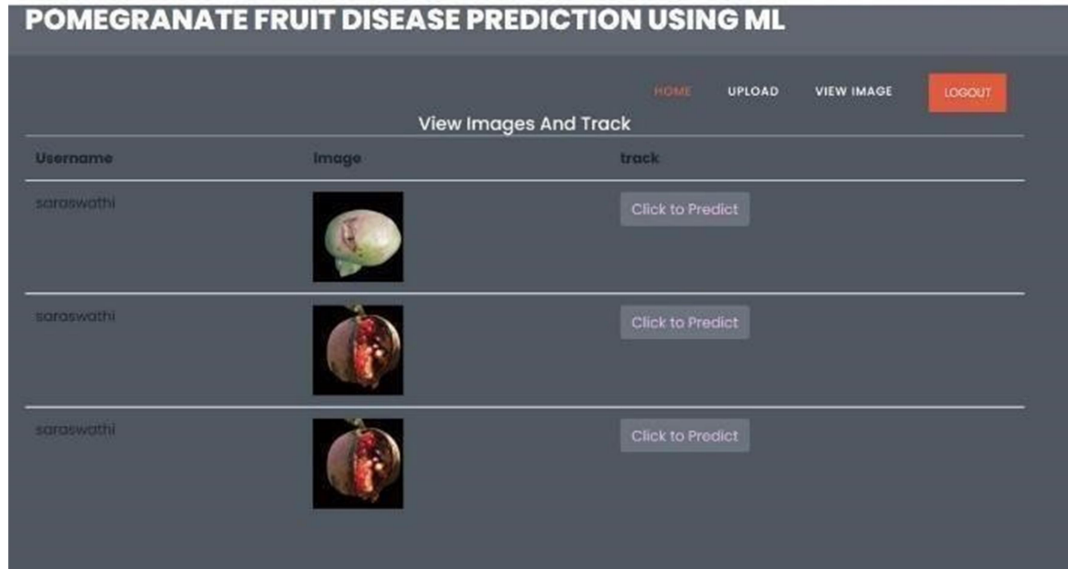 POMEGRANATE FRUIT DISEASE PREDICTION USING ML
HOME UPLOAD VIEW IMAGE LOGOUT
View Images And Track
Username Image track
saraswathi Click to Predict
saraswathi Click to Predict
saraswathi Click to Predict